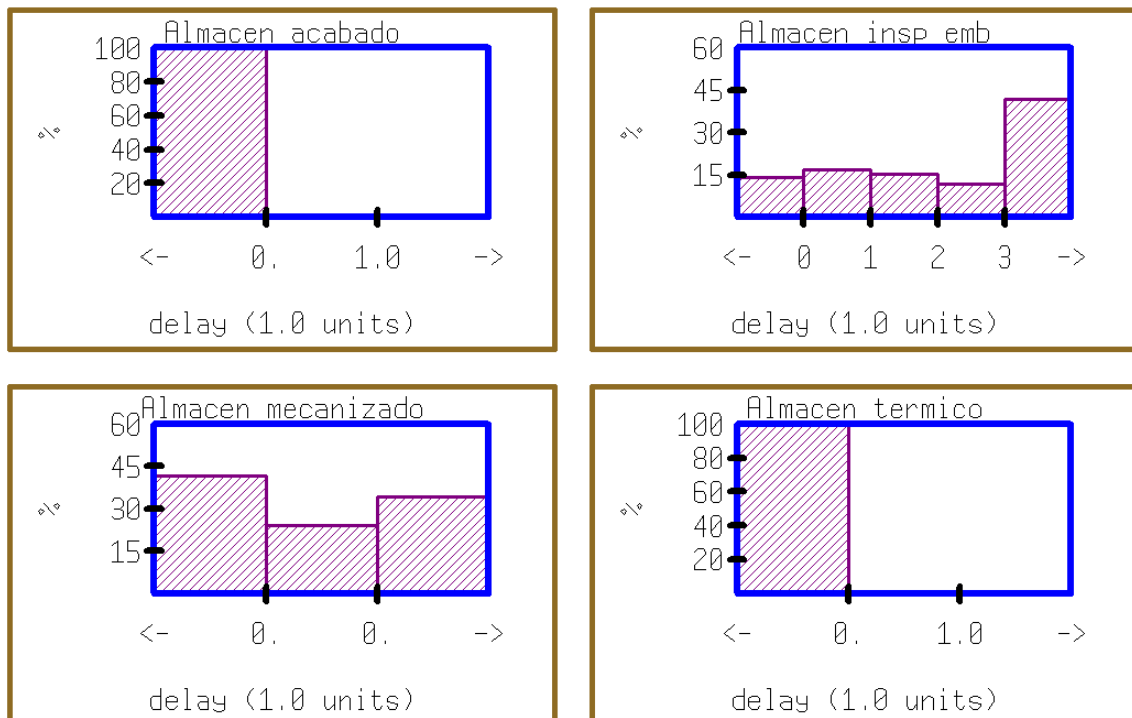 Almacen acabado
100
80
60
40
20
%
<- 0. 1.0 ->
delay (1.0 units)
Almacen insp emb
60
45
30
15
%
<- 0 1 2 3 ->
delay (1.0 units)
Almacen mecanizado
60
45
30
15
%
<- 0. 0. ->
delay (1.0 units)
Almacen termico
100
80
60
40
20
%
<- 0. 1.0 ->
delay (1.0 units)